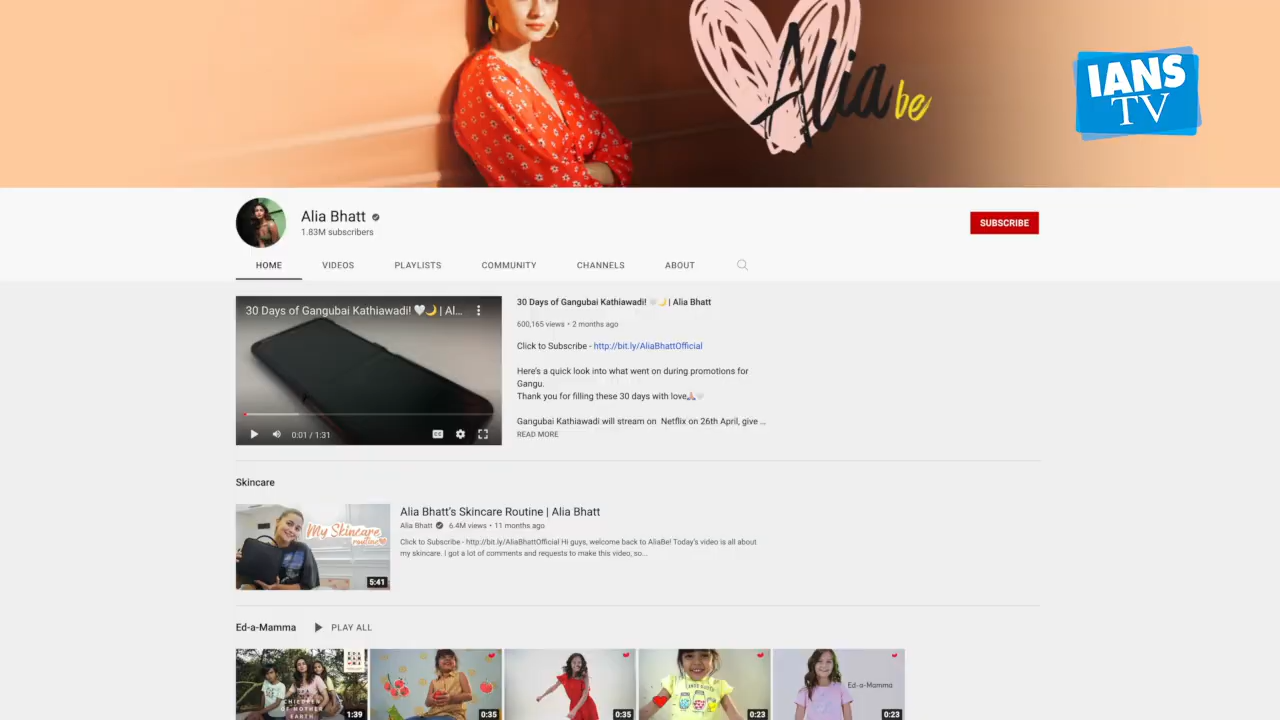 Alia be
IANS
TV
Alia Bhatt
1.83M subscribers
SUBSCRIBE
HOME
VIDEOS
PLAYLISTS
COMMUNITY
CHANNELS
ABOUT
30 Days of Gangubai Kathiawadi! 🤍🌙 | Al...
0:01 / 1:31
CC
30 Days of Gangubai Kathiawadi! 🤍🌙 | Alia Bhatt
600,165 views • 2 months ago
Click to Subscribe - http://bit.ly/AliaBhattOfficial
Here's a quick look into what went on during promotions for
Gangu.
Thank you for filling these 30 days with love🙏🏻🤍
Gangubai Kathiawadi will stream on Netflix on 26th April, give ...
READ MORE
Skincare
My Skincare
routine
5:41
Alia Bhatt's Skincare Routine | Alia Bhatt
Alia Bhatt 6.4M views • 11 months ago
Click to Subscribe - http://bit.ly/AliaBhattOfficial Hi guys, welcome back to AliaBe! Today's video is all about
my skincare. I got a lot of comments and requests to make this video, so...
Ed-a-Mamma
PLAY ALL
CHILDREN
OF MOTHER
EARTH
1:39
0:35
0:35
0:23
Ed-a-Mamma
0:23